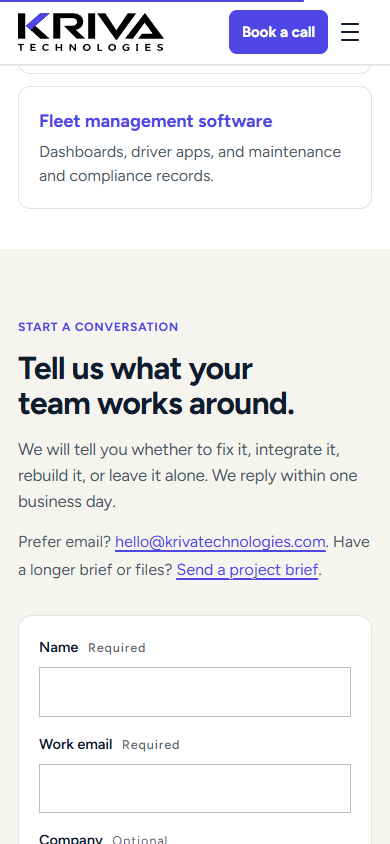 KRIVA
TECHNOLOGIES
Book a call
Fleet management software
Dashboards, driver apps, and maintenance
and compliance records.
START A CONVERSATION
Tell us what your
team works around.
We will tell you whether to fix it, integrate it,
rebuild it, or leave it alone. We reply within one
business day.
Prefer email? hello@krivatechnologies.com. Have
a longer brief or files? Send a project brief.
Name Required
Work email Required
Company Optional